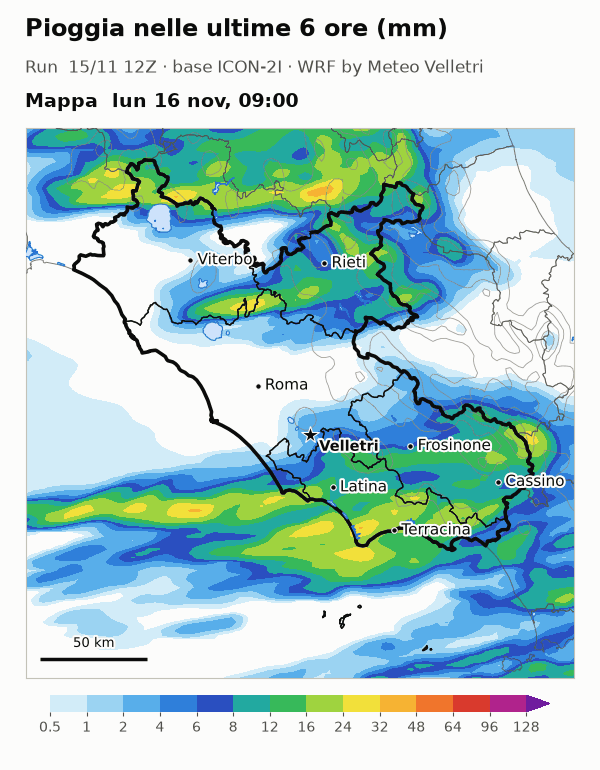 Pioggia nelle ultime 6 ore (mm)
Run  15/11 12Z · base ICON-2I · WRF by Meteo Velletri
Mappa  lun 16 nov, 09:00
Viterbo
Rieti
Roma
Velletri
Frosinone
Cassino
Latina
Terracina
50 km
0.5 1 2 4 6 8 12 16 24 32 48 64 96 128